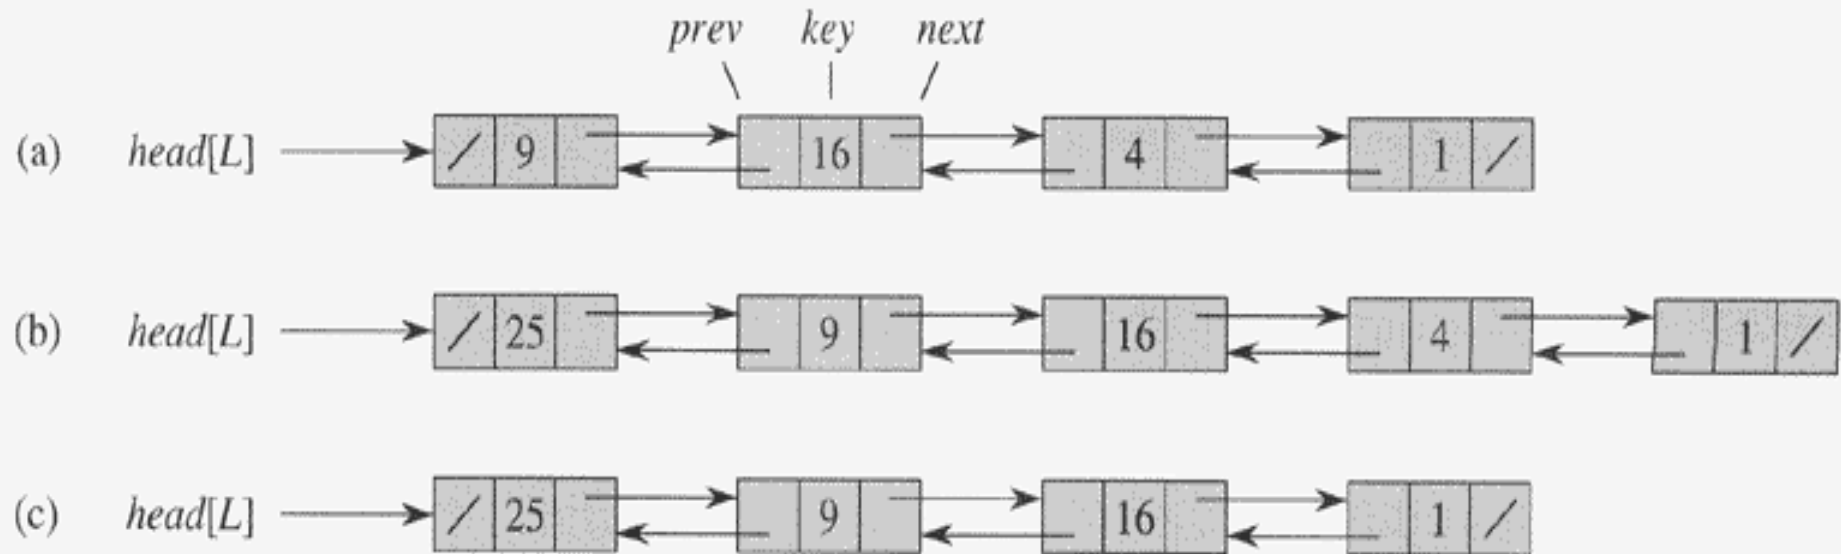 prev key next
(a) head[L] / 9 16 4 1 /
(b) head[L] / 25 9 16 4 1 /
(c) head[L] / 25 9 16 1 /